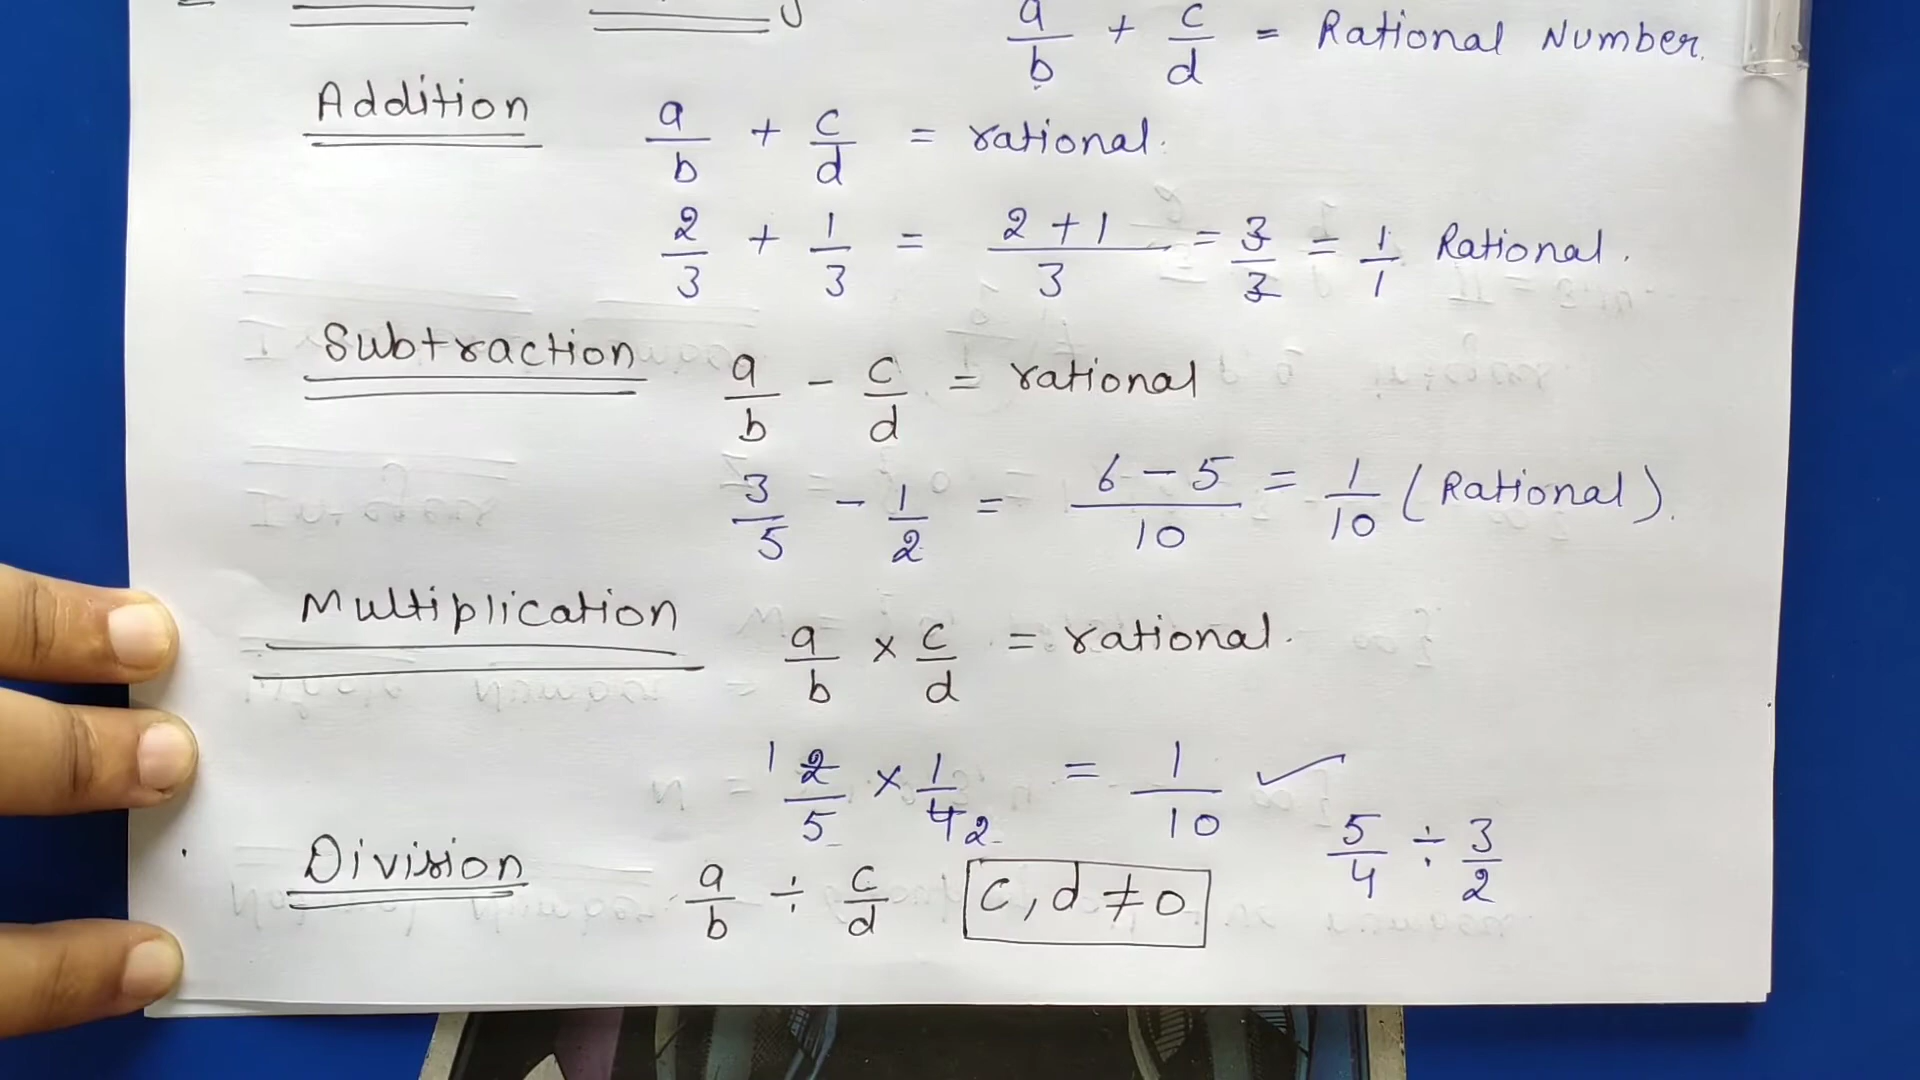 a/b + c/d = Rational Number.
Addition a/b + c/d = rational.
2/3 + 1/3 = 2+1/3 = 3/3 = 1/1 Rational.
Subtraction a/b - c/d = rational
3/5 - 1/2 = 6-5/10 = 1/10 (Rational).
Multiplication a/b × c/d = rational.
1 2/5 × 1/4 2 = 1/10 ✓
Division a/b ÷ c/d c, d ≠ 0 5/4 ÷ 3/2